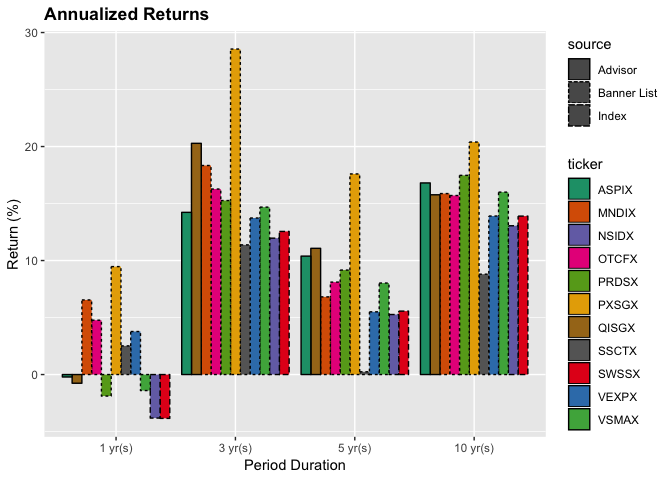 Annualized Returns
30
20
10
0
Return (%)
1 yr(s)
3 yr(s)
5 yr(s)
10 yr(s)
Period Duration
source
Advisor
Banner List
Index
ticker
ASPIX
MNDIX
NSIDX
OTCFX
PRDSX
PXSGX
QISGX
SSCTX
SWSSX
VEXPX
VSMAX